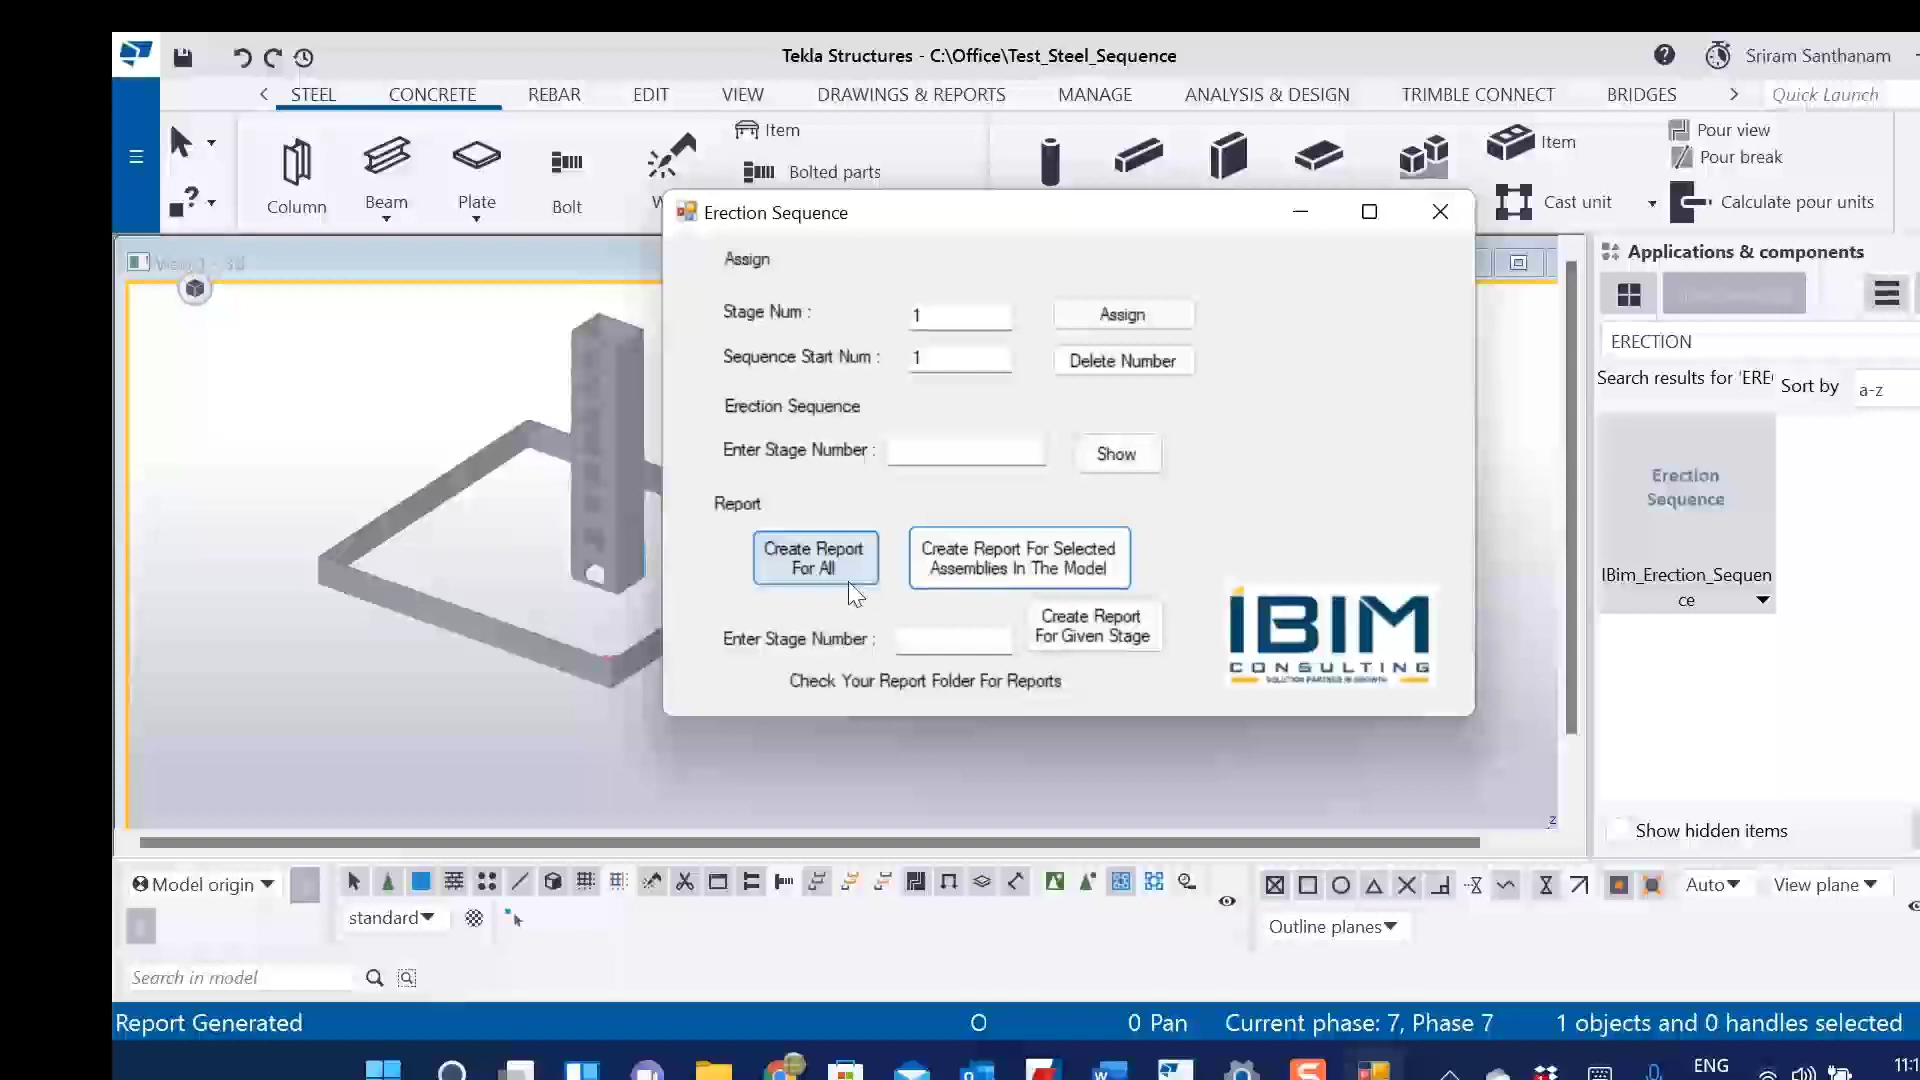 Tekla Structures - C:\Office\Test_Steel_Sequence
Sriram Santhanam
STEEL
CONCRETE
REBAR
EDIT
VIEW
DRAWINGS & REPORTS
MANAGE
ANALYSIS & DESIGN
TRIMBLE CONNECT
BRIDGES
Quick Launch
Column
Beam
Plate
Bolt
Item
Bolted parts
Item
Cast unit
Pour view
Pour break
Calculate pour units
Erection Sequence
Assign
Stage Num :
1
Assign
Sequence Start Num :
1
Delete Number
Erection Sequence
Enter Stage Number :
Show
Report
Create Report
For All
Create Report For Selected
Assemblies In The Model
Enter Stage Number :
Create Report
For Given Stage
Check Your Report Folder For Reports
IBIM
CONSULTING
SOLUTION PARTNER IN GROWTH
Applications & components
ERECTION
Search results for 'ERE
Sort by
a-z
Erection
Sequence
IBim_Erection_Sequen
ce
Show hidden items
z
Model origin
standard
Auto
View plane
Outline planes
Search in model
Report Generated
O
0 Pan
Current phase: 7, Phase 7
1 objects and 0 handles selected
ENG
11:1